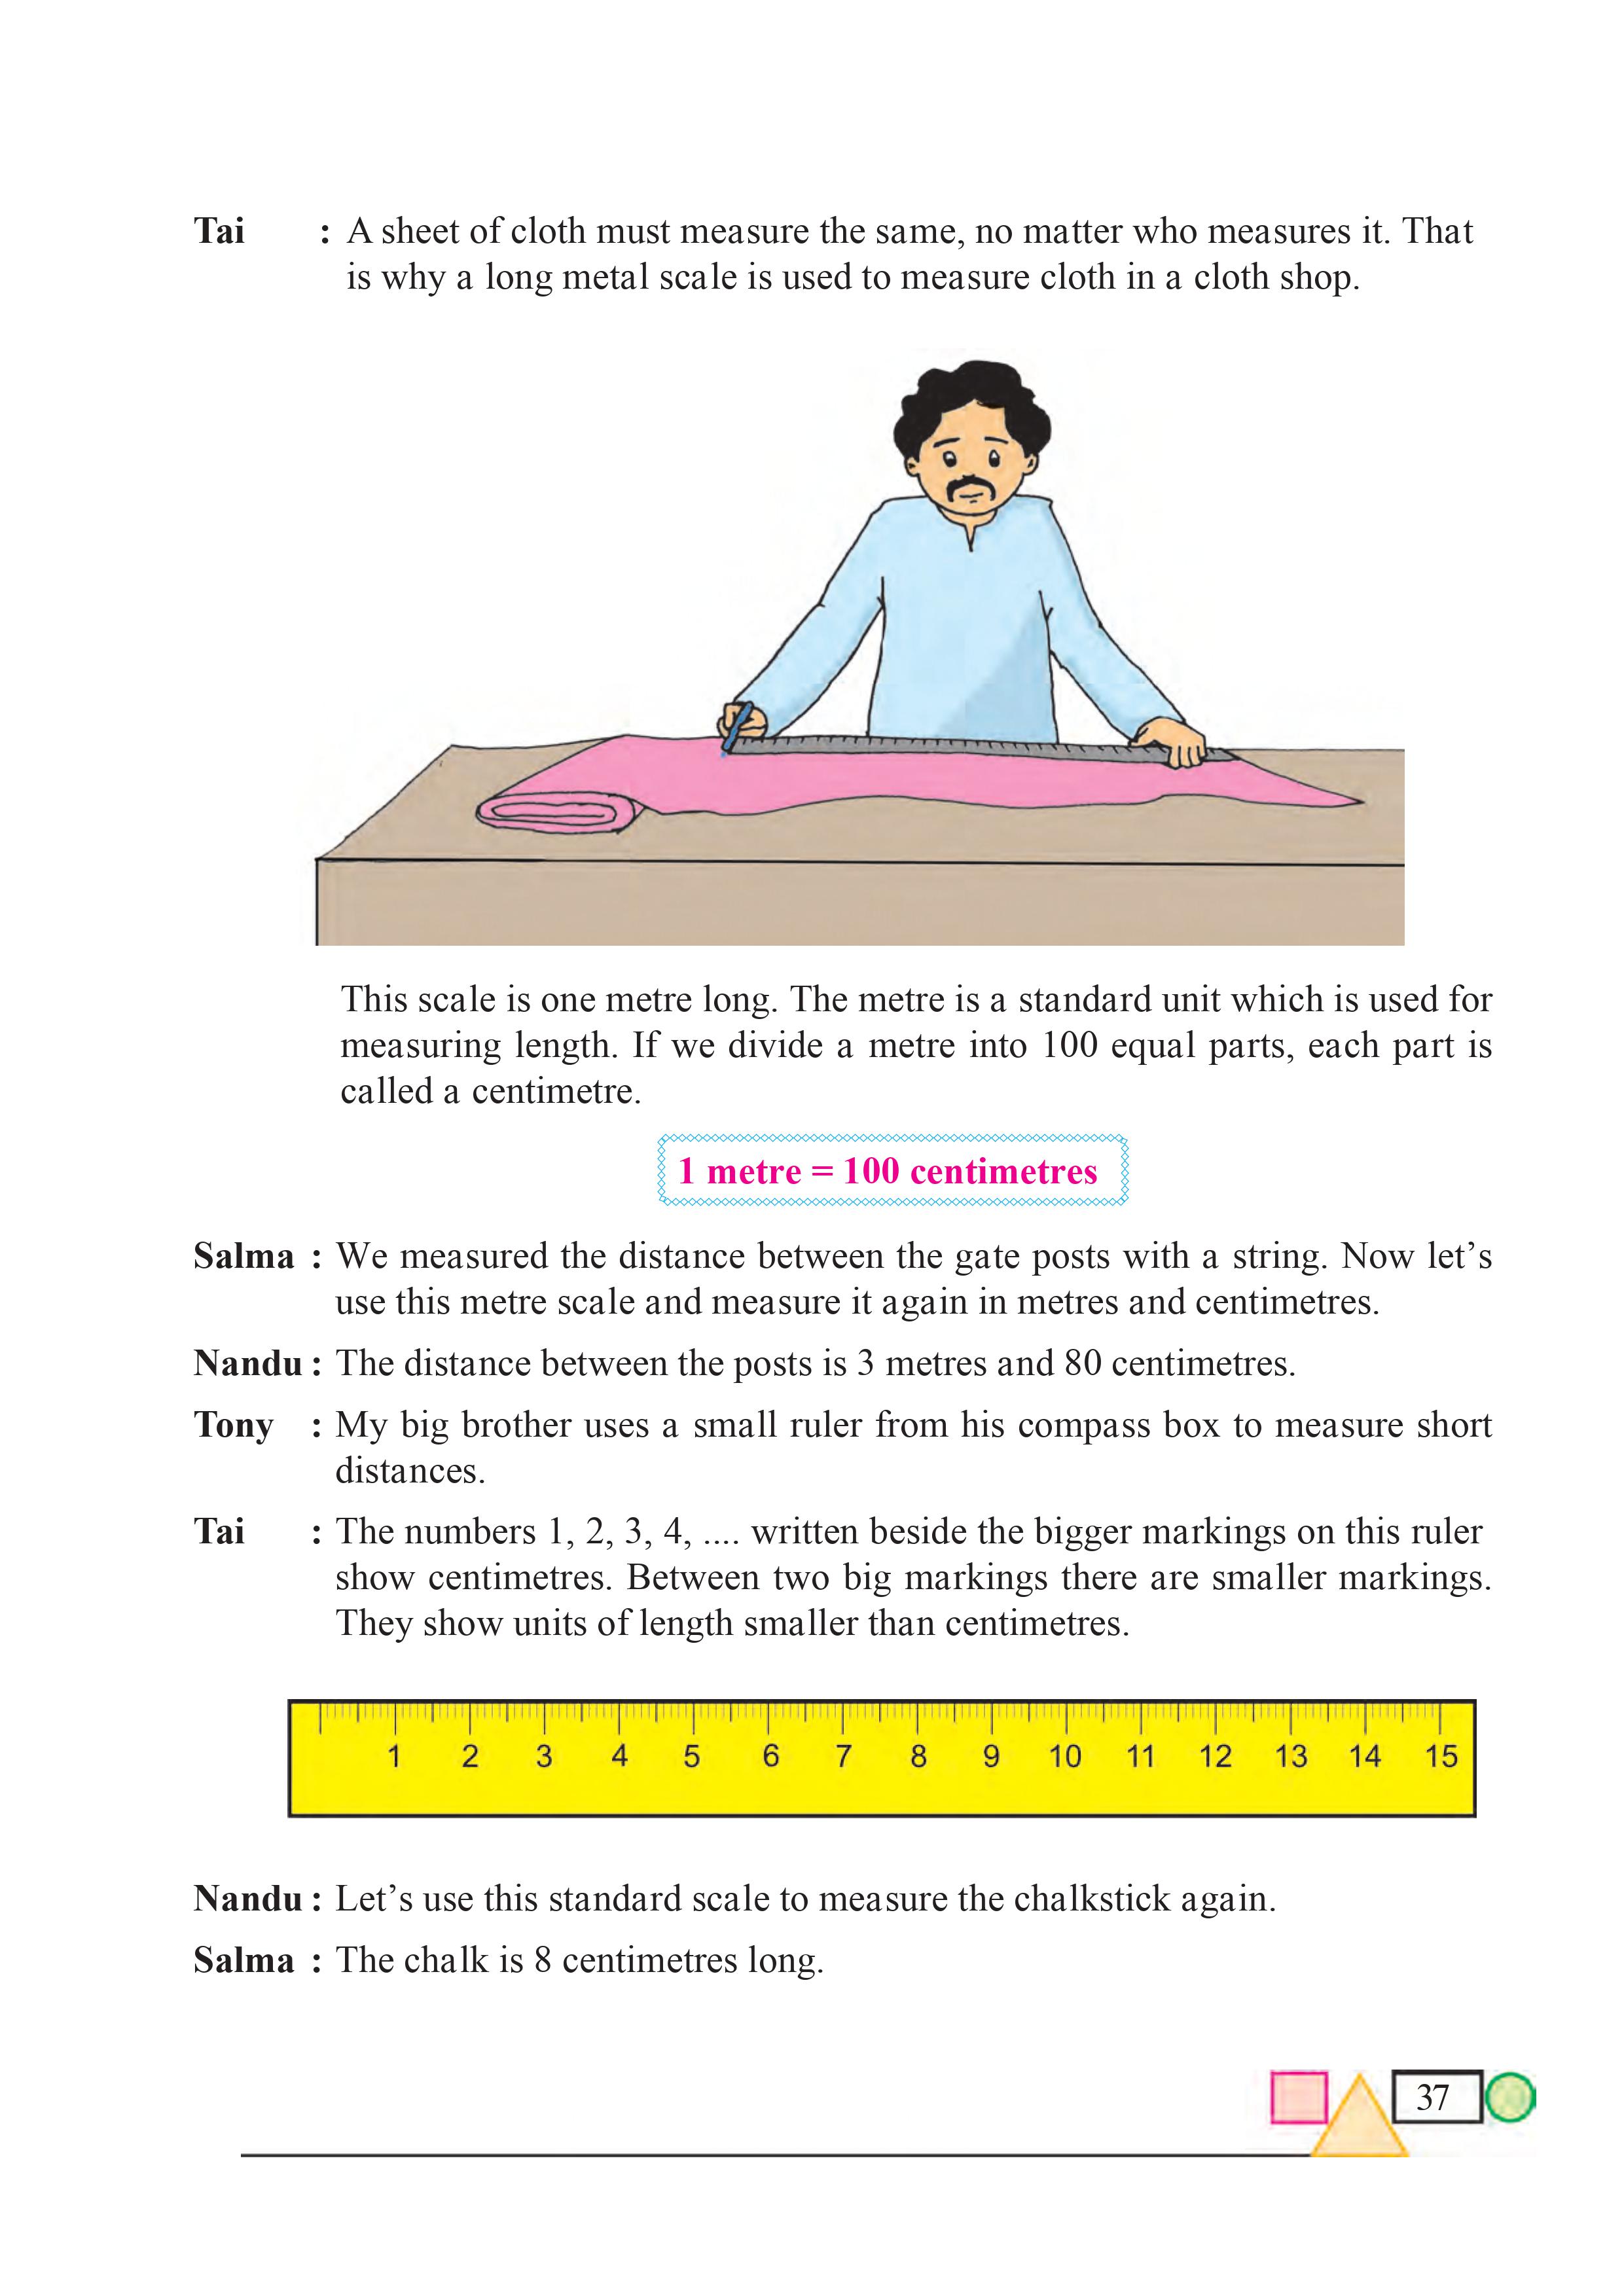 Tai : A sheet of cloth must measure the same, no matter who measures it. That
is why a long metal scale is used to measure cloth in a cloth shop.
This scale is one metre long. The metre is a standard unit which is used for
measuring length. If we divide a metre into 100 equal parts, each part is
called a centimetre.
1 metre = 100 centimetres
Salma : We measured the distance between the gate posts with a string. Now let’s
use this metre scale and measure it again in metres and centimetres.
Nandu : The distance between the posts is 3 metres and 80 centimetres.
Tony : My big brother uses a small ruler from his compass box to measure short
distances.
Tai : The numbers 1, 2, 3, 4, .... written beside the bigger markings on this ruler
show centimetres. Between two big markings there are smaller markings.
They show units of length smaller than centimetres.
1 2 3 4 5 6 7 8 9 10 11 12 13 14 15
Nandu : Let’s use this standard scale to measure the chalkstick again.
Salma : The chalk is 8 centimetres long.
37